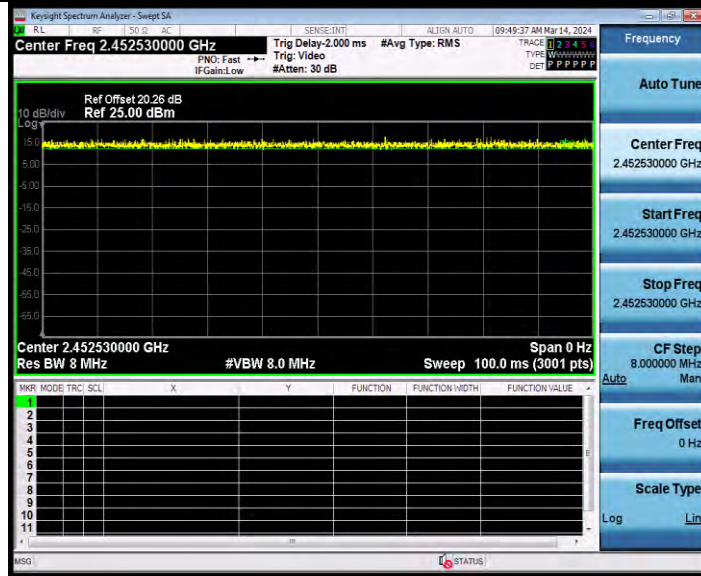 Keysight Spectrum Analyzer - Swept SA
RL RF 50 Ω AC SENSE:INT ALIGN AUTO 09:49:37 AM Mar 14, 2024
Center Freq 2.452530000 GHz Trig Delay-2.000 ms #Avg Type: RMS TRACE 1 2 3 4 5 6
PNO: Fast Trig: Video TYPE WWWWWW
IFGain:Low #Atten: 30 dB DET P P P P P P
Ref Offset 20.26 dB
10 dB/div Ref 25.00 dBm
Log
15.0
5.00
-5.00
-15.0
-25.0
-35.0
-45.0
-55.0
-65.0
Center 2.452530000 GHz Span 0 Hz
Res BW 8 MHz #VBW 8.0 MHz Sweep 100.0 ms (3001 pts)
MKR MODE TRC SCL X Y FUNCTION FUNCTION WIDTH FUNCTION VALUE
1
2
3
4
5
6
7
8
9
10
11
MSG STATUS
Frequency
Auto Tune
Center Freq
2.452530000 GHz
Start Freq
2.452530000 GHz
Stop Freq
2.452530000 GHz
CF Step
8.000000 MHz
Auto Man
Freq Offset
0 Hz
Scale Type
Log Lin